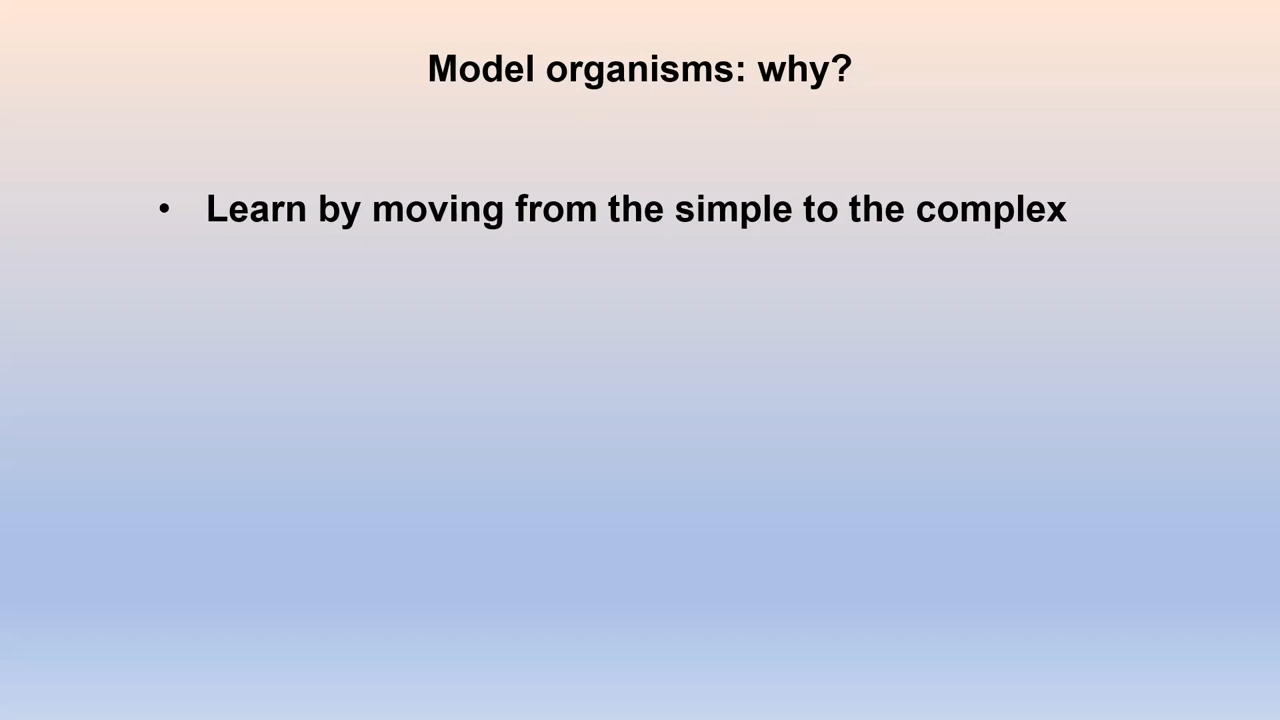 Model organisms: why?
• Learn by moving from the simple to the complex